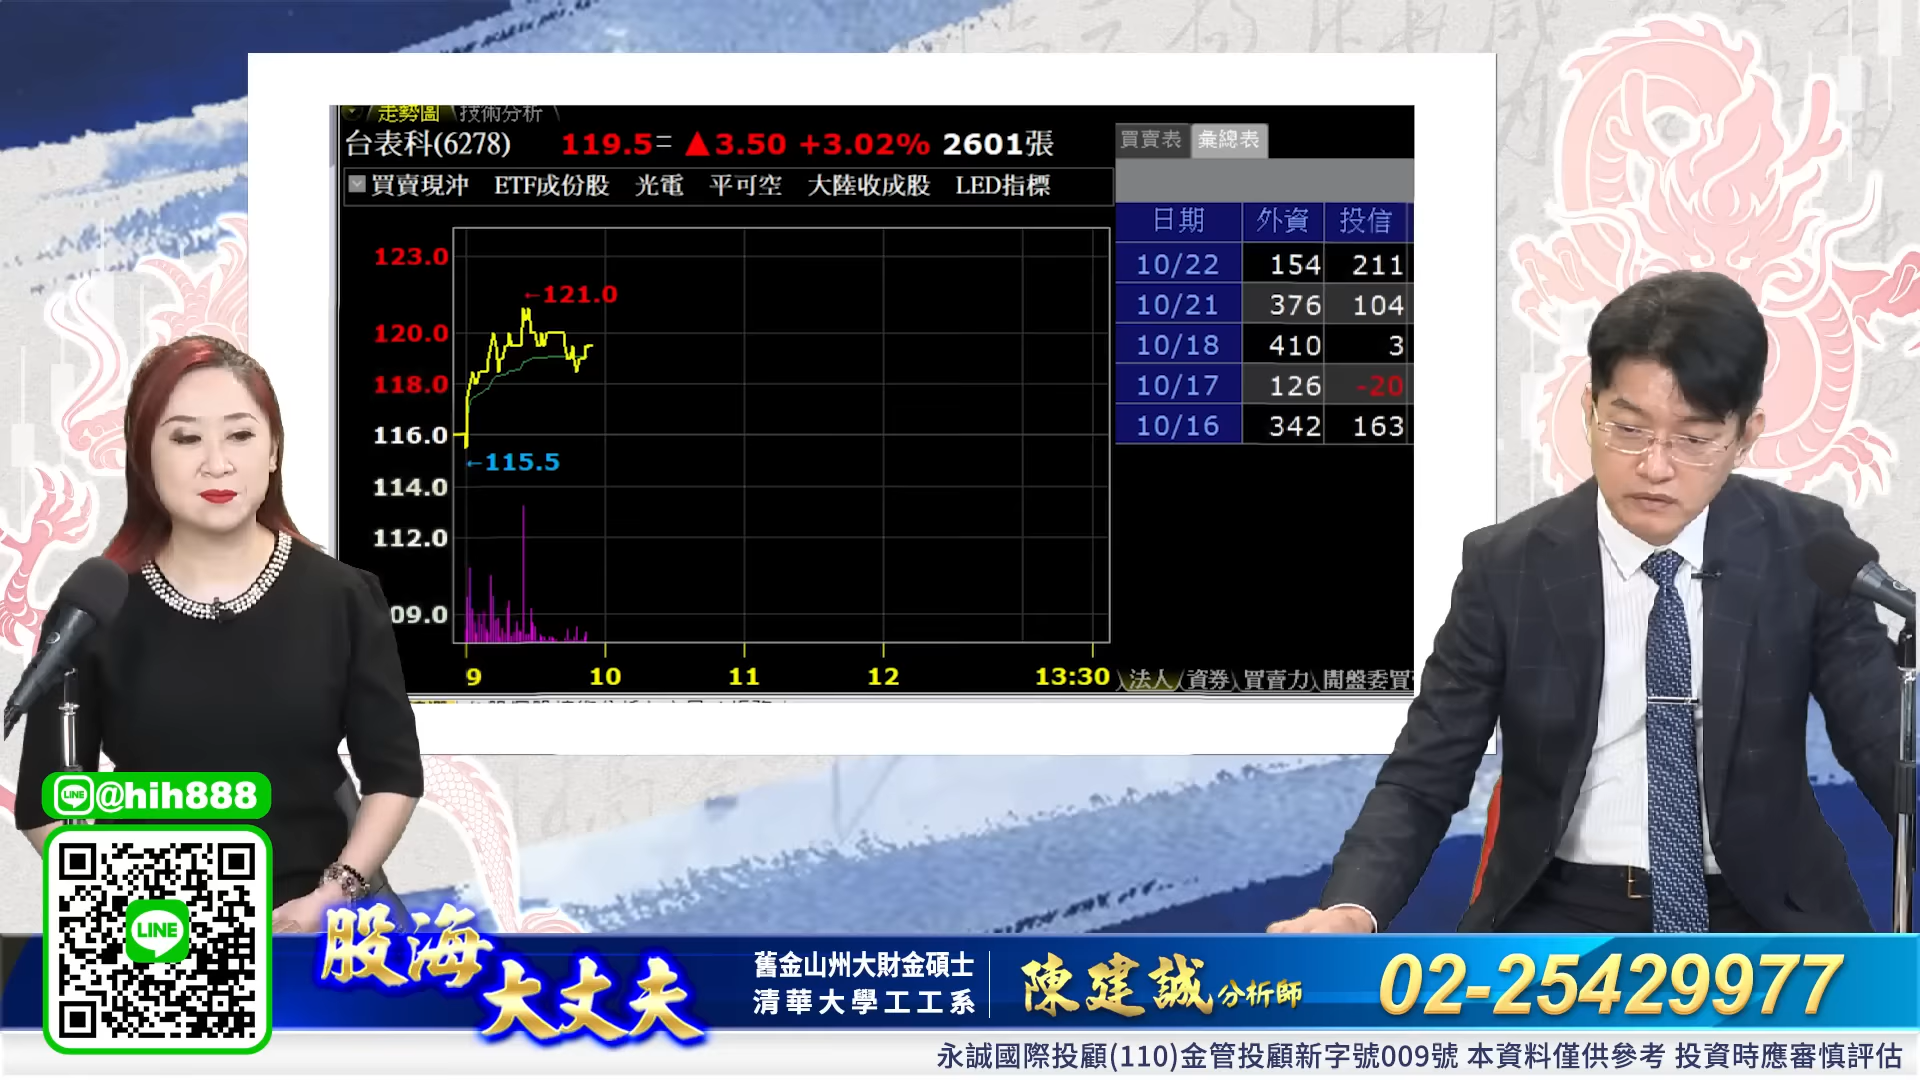 走勢圖 技術分析
台表科(6278) 119.5= ▲3.50 +3.02% 2601張
買賣現沖 ETF成份股 光電 平可空 大陸收成股 LED指標
123.0
120.0
118.0
116.0
114.0
112.0
09.0
←121.0
←115.5
9 10 11 12 13:30
買賣表 彙總表
日期 外資 投信
10/22 154 211
10/21 376 104
10/18 410 3
10/17 126 -20
10/16 342 163
法人 資券 買賣力 開盤委買
LINE @hih888
LINE
股海大丈夫
舊金山州大財金碩士
清華大學工工系
陳建誠分析師
02-25429977
永誠國際投顧(110)金管投顧新字號009號 本資料僅供參考 投資時應審慎評估